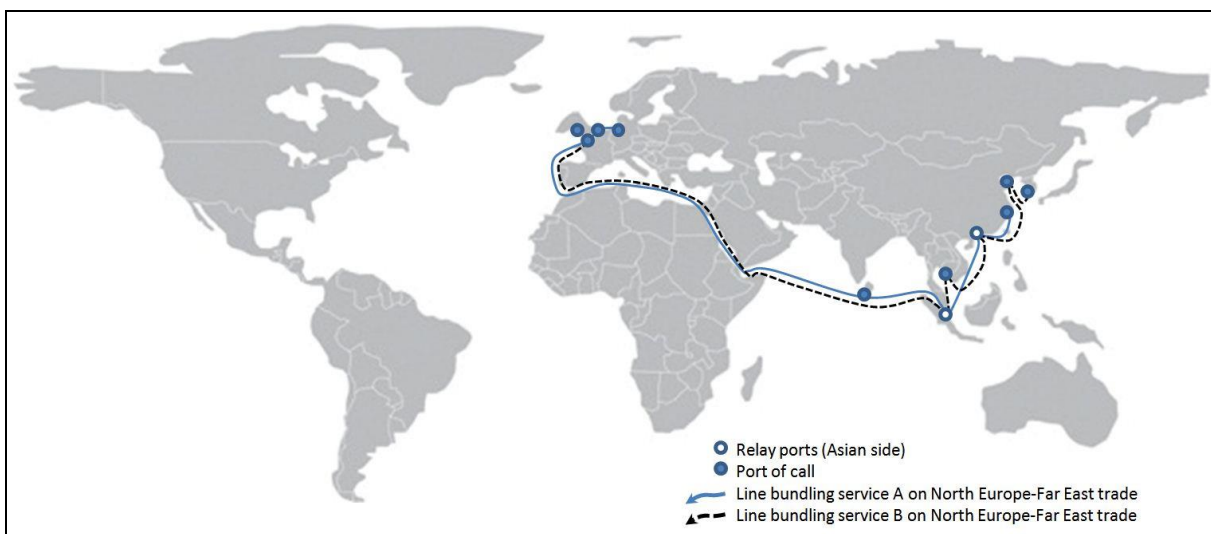 Relay ports (Asian side)
Port of call
Line bundling service A on North Europe-Far East trade
Line bundling service B on North Europe-Far East trade